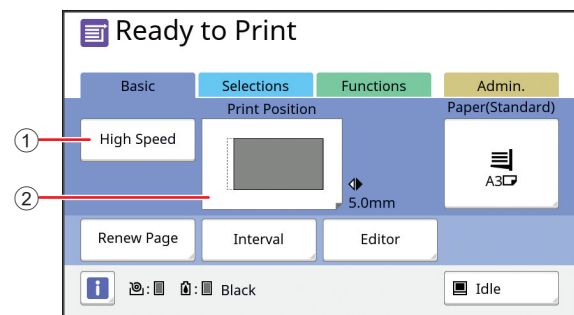 Ready to Print
Basic Selections Functions Admin.
Print Position Paper(Standard)
① High Speed
A3
② 5.0mm
Renew Page Interval Editor
i : : Black Idle